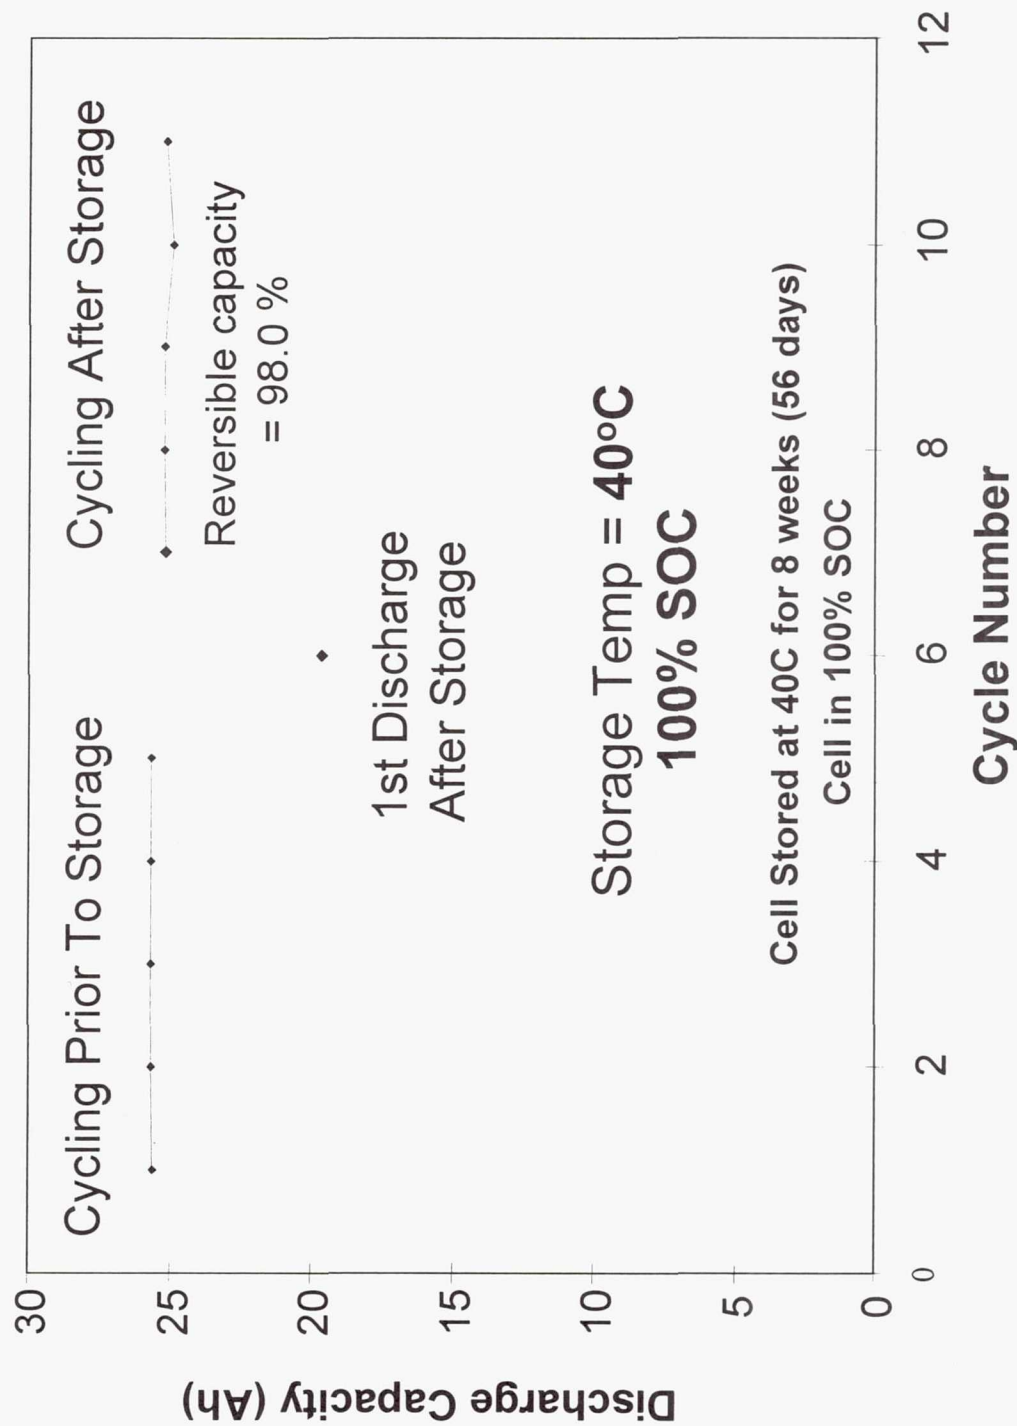 Cycling Prior To Storage
Cycling After Storage
Reversible capacity
= 98.0 %
1st Discharge
After Storage
Storage Temp = 40°C
100% SOC
Cell Stored at 40C for 8 weeks (56 days)
Cell in 100% SOC
Discharge Capacity (Ah)
30
25
20
15
10
5
0
0
2
4
6
8
10
12
Cycle Number